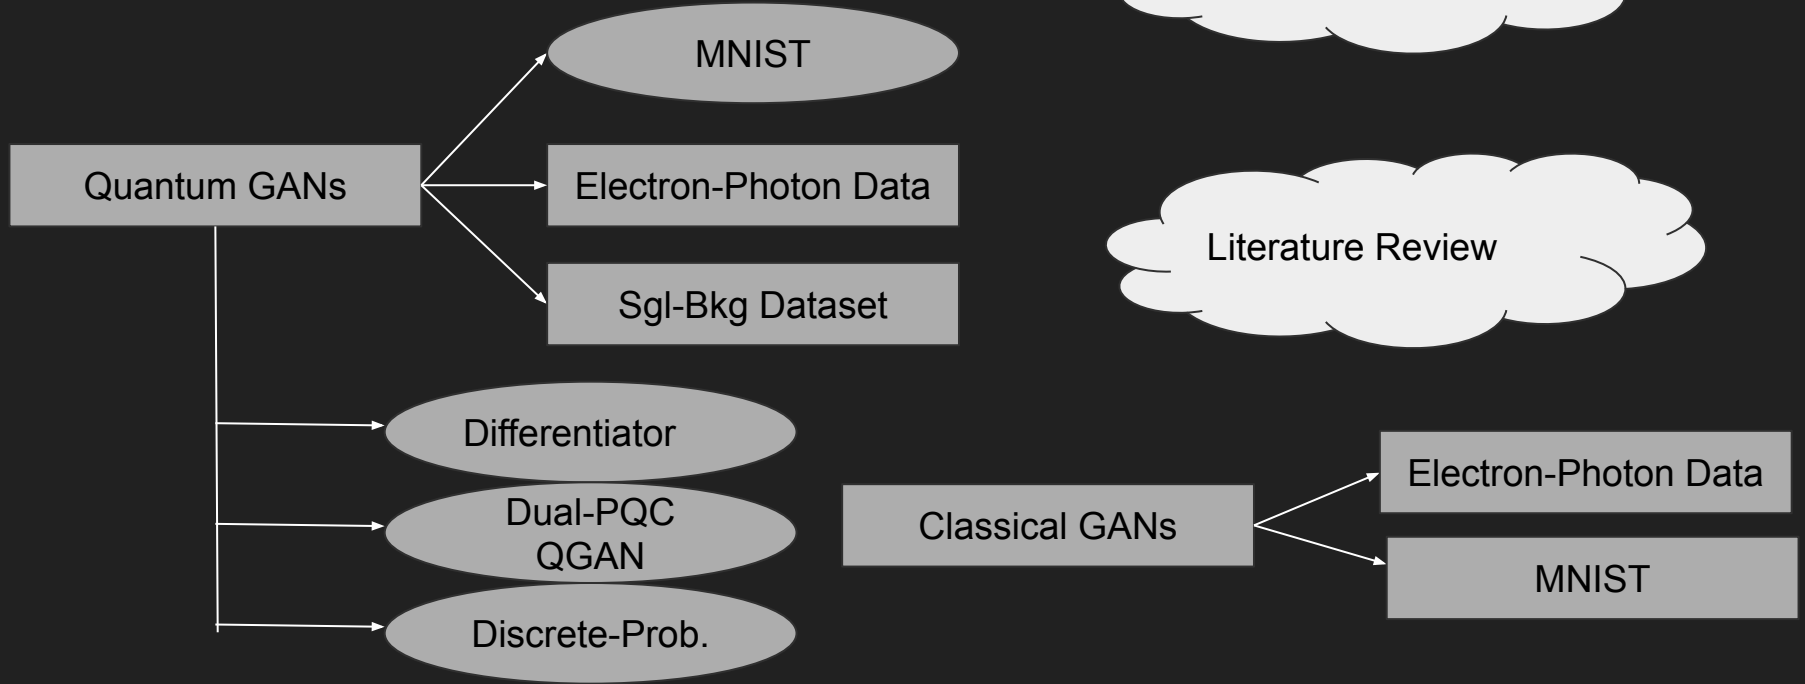 MNIST
Quantum GANs
Electron-Photon Data
Sgl-Bkg Dataset
Literature Review
Differentiator
Dual-PQC
QGAN
Discrete-Prob.
Classical GANs
Electron-Photon Data
MNIST